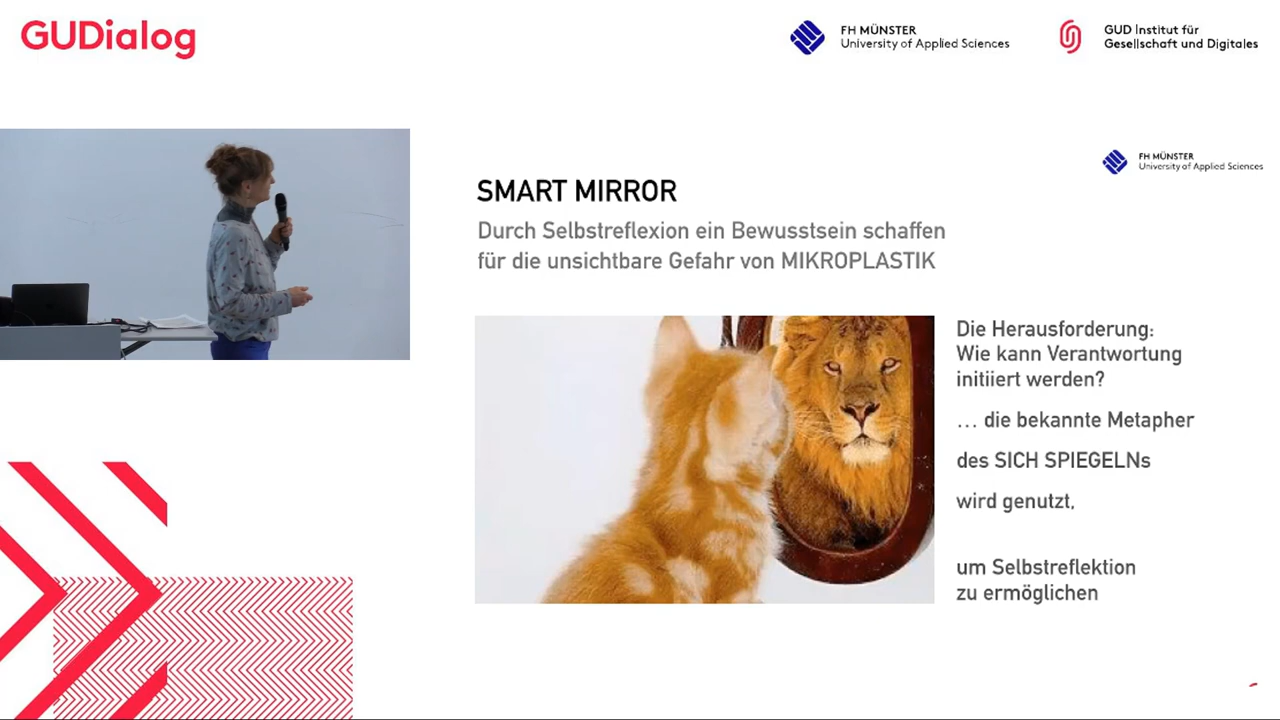 GUDialog
FH MÜNSTER
University of Applied Sciences
GUD Institut für
Gesellschaft und Digitales
FH MÜNSTER
University of Applied Sciences
SMART MIRROR
Durch Selbstreflexion ein Bewusstsein schaffen
für die unsichtbare Gefahr von MIKROPLASTIK
Die Herausforderung:
Wie kann Verantwortung
initiiert werden?
... die bekannte Metapher
des SICH SPIEGELNs
wird genutzt,
um Selbstreflektion
zu ermöglichen